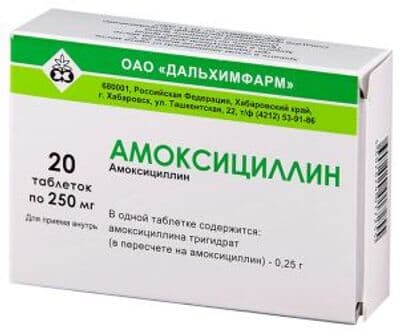 ОАО «ДАЛЬХИМФАРМ»
680001, Российская Федерация, Хабаровский край,
г. Хабаровск, ул. Ташкентская, 22, т/ф (4212) 53-91-86
20
таблеток
по 250 мг
Для приема внутрь
АМОКСИЦИЛЛИН
Амоксициллин
В одной таблетке содержится:
амоксициллина тригидрат
(в пересчете на амоксициллин) - 0,25 г